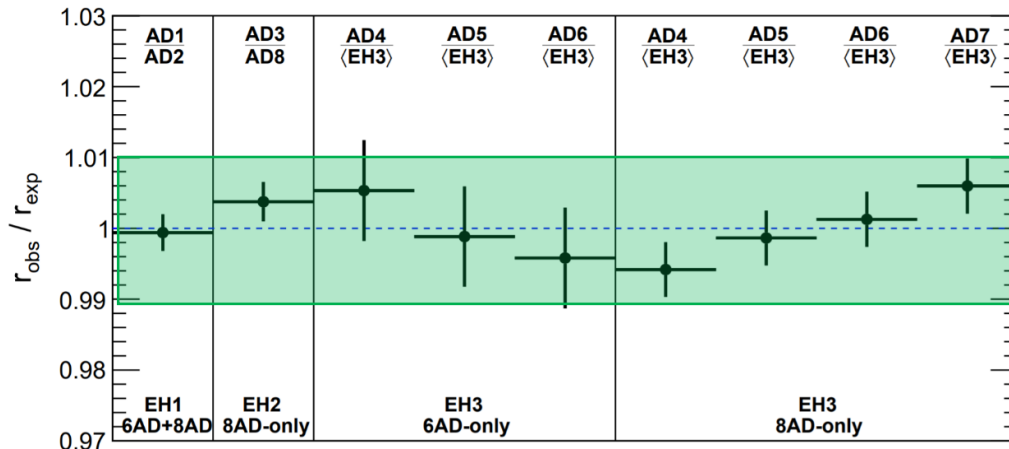 1.03
1.02
1.01
1
0.99
0.98
0.97
r_obs / r_exp
AD1 AD3 AD4 AD5 AD6 AD4 AD5 AD6 AD7
AD2 AD8 ⟨EH3⟩ ⟨EH3⟩ ⟨EH3⟩ ⟨EH3⟩ ⟨EH3⟩ ⟨EH3⟩ ⟨EH3⟩
EH1 EH2 EH3 EH3
6AD+8AD 8AD-only 6AD-only 8AD-only